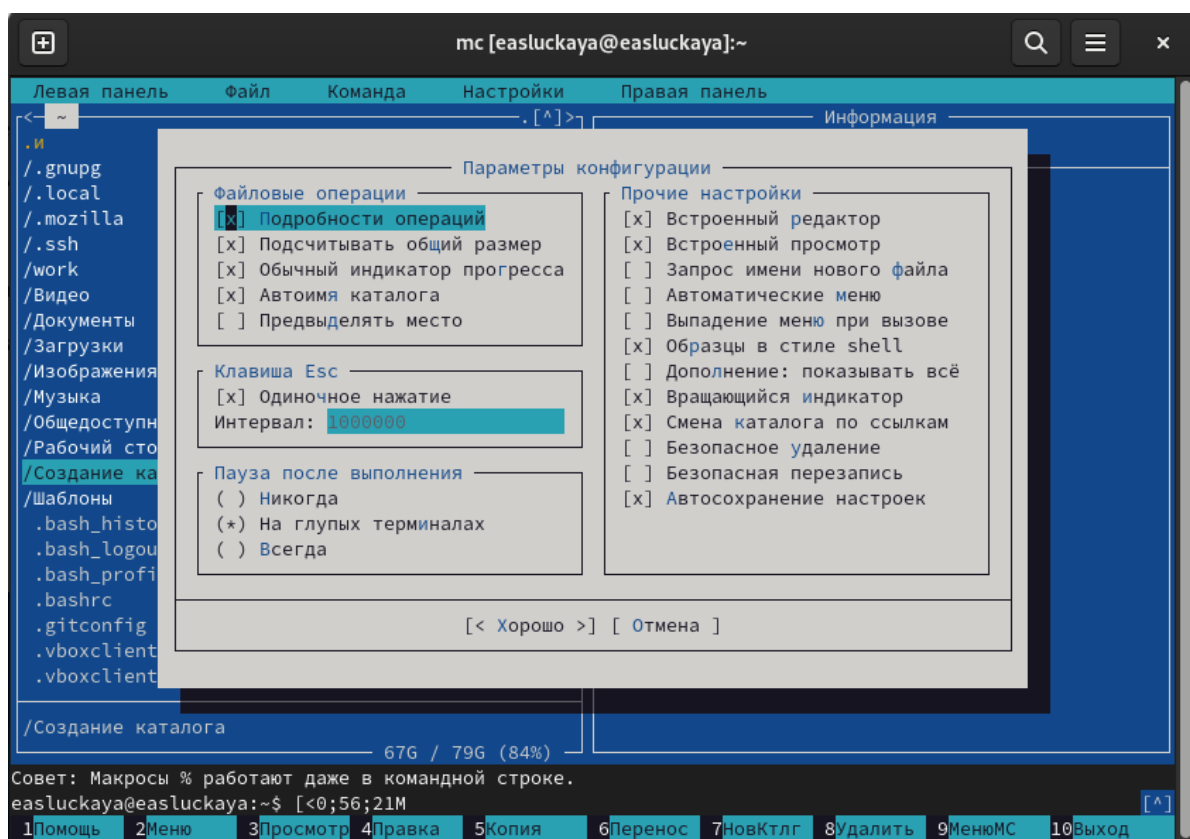 mc [easluckaya@easluckaya]:~
Левая панель Файл Команда Настройки Правая панель
<─ ~ .[^]> Информация
.и
/.gnupg
/.local
/.mozilla
/.ssh
/work
/Видео
/Документы
/Загрузки
/Изображения
/Музыка
/Общедоступн
/Рабочий сто
/Создание ка
/Шаблоны
.bash_histo
.bash_logou
.bash_profi
.bashrc
.gitconfig
.vboxclient
.vboxclient
Параметры конфигурации
Файловые операции
[x] Подробности операций
[x] Подсчитывать общий размер
[x] Обычный индикатор прогресса
[x] Автоимя каталога
[ ] Предвыделять место
Клавиша Esc
[x] Одиночное нажатие
Интервал: 1000000
Пауза после выполнения
( ) Никогда
(*) На глупых терминалах
( ) Всегда
Прочие настройки
[x] Встроенный редактор
[x] Встроенный просмотр
[ ] Запрос имени нового файла
[ ] Автоматические меню
[ ] Выпадение меню при вызове
[x] Образцы в стиле shell
[ ] Дополнение: показывать всё
[x] Вращающийся индикатор
[x] Смена каталога по ссылкам
[ ] Безопасное удаление
[ ] Безопасная перезапись
[x] Автосохранение настроек
[< Хорошо >] [ Отмена ]
/Создание каталога
67G / 79G (84%)
Совет: Макросы % работают даже в командной строке.
easluckaya@easluckaya:~$ [<0;56;21M [^]
1Помощь 2Меню 3Просмотр 4Правка 5Копия 6Перенос 7НовКтлг 8Удалить 9МенюМС 10Выход